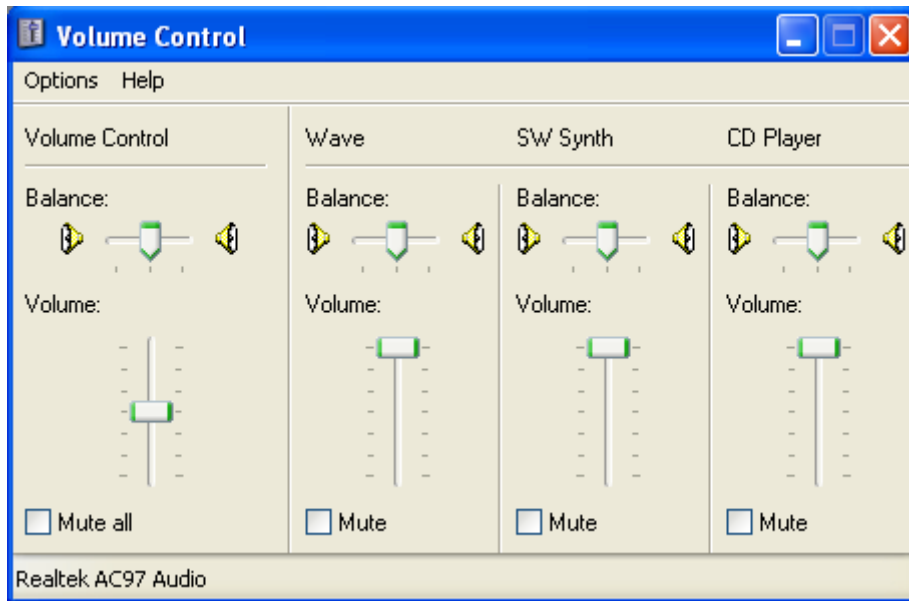 Volume Control
Options Help
Volume Control Wave SW Synth CD Player
Balance: Balance: Balance: Balance:
Volume: Volume: Volume: Volume:
Mute all Mute Mute Mute
Realtek AC97 Audio